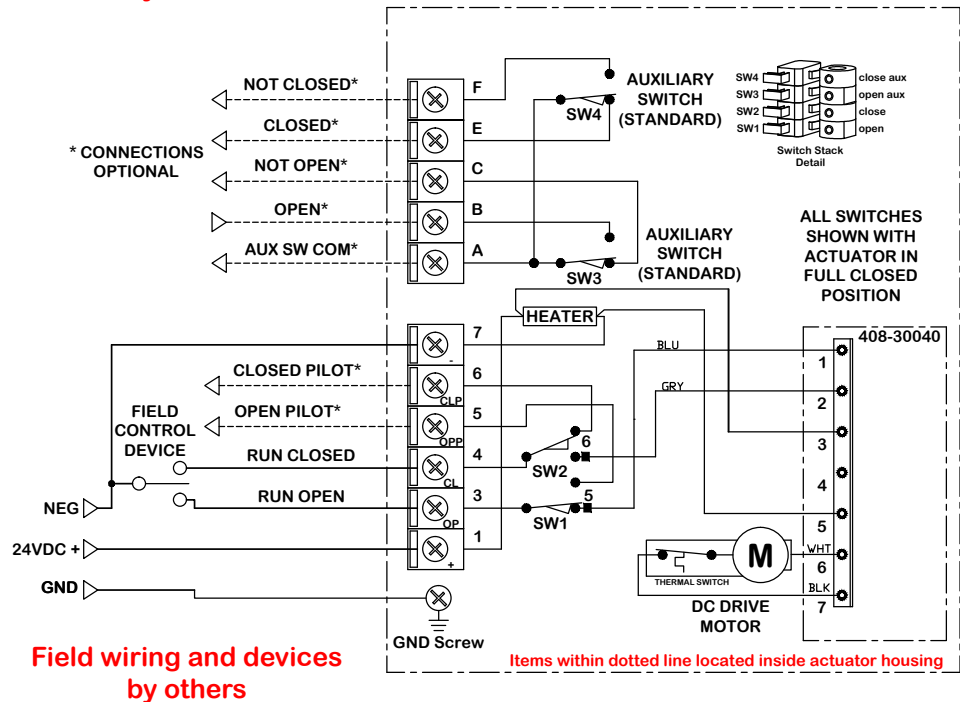 NOT CLOSED*
CLOSED*
* CONNECTIONS
OPTIONAL
NOT OPEN*
OPEN*
AUX SW COM*
F
E
C
B
A
SW4
AUXILIARY
SWITCH
(STANDARD)
SW3
AUXILIARY
SWITCH
(STANDARD)
SW4
SW3
SW2
SW1
close aux
open aux
close
open
Switch Stack
Detail
ALL SWITCHES
SHOWN WITH
ACTUATOR IN
FULL CLOSED
POSITION
HEATER
7
-
6
CLP
5
OPP
4
CL
3
OP
1
+
CLOSED PILOT*
OPEN PILOT*
FIELD
CONTROL
DEVICE
RUN CLOSED
RUN OPEN
NEG
24VDC +
GND
GND Screw
BLU
GRY
6
SW2
5
SW1
408-30040
1
2
3
4
5
WHT
6
BLK
7
THERMAL SWITCH
M
DC DRIVE
MOTOR
Field wiring and devices
by others
Items within dotted line located inside actuator housing